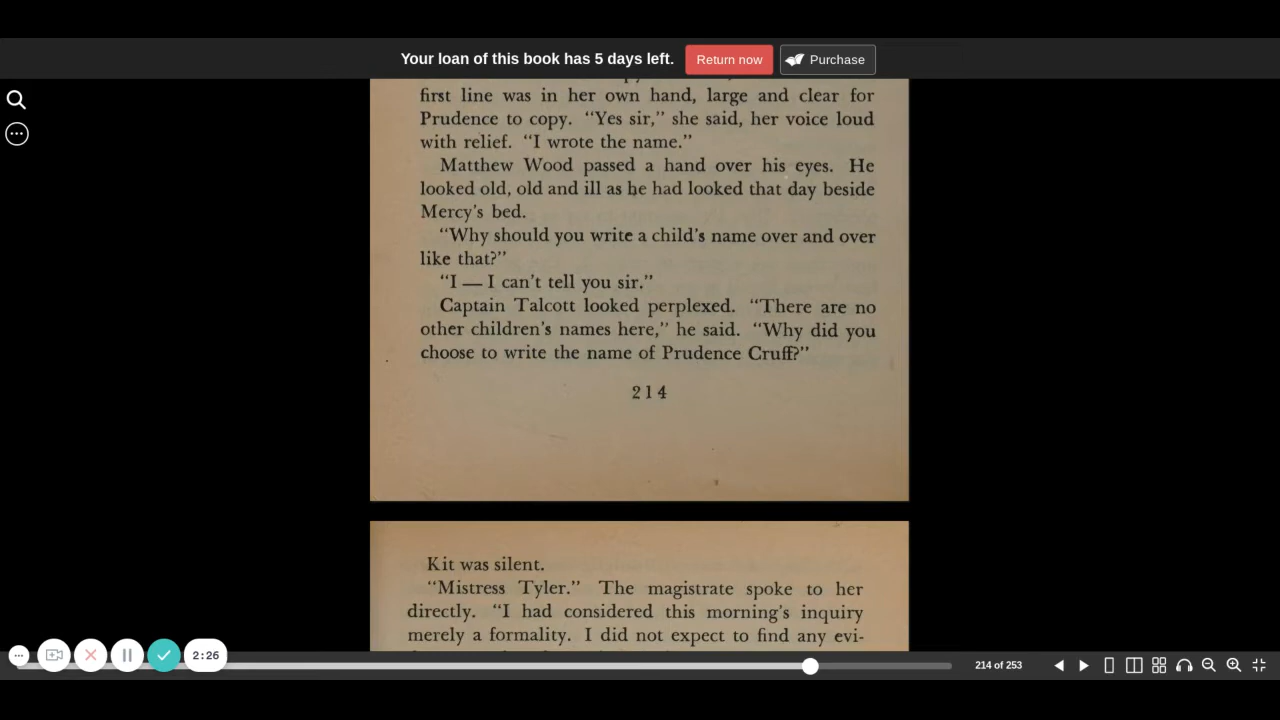 Your loan of this book has 5 days left. Return now Purchase
first line was in her own hand, large and clear for
Prudence to copy. “Yes sir,” she said, her voice loud
with relief. “I wrote the name.”
Matthew Wood passed a hand over his eyes. He
looked old, old and ill as he had looked that day beside
Mercy’s bed.
“Why should you write a child’s name over and over
like that?”
“I — I can’t tell you sir.”
Captain Talcott looked perplexed. “There are no
other children’s names here,” he said. “Why did you
choose to write the name of Prudence Cruff?”
214
Kit was silent.
“Mistress Tyler.” The magistrate spoke to her
directly. “I had considered this morning’s inquiry
merely a formality. I did not expect to find any evi-
2:26
214 of 253